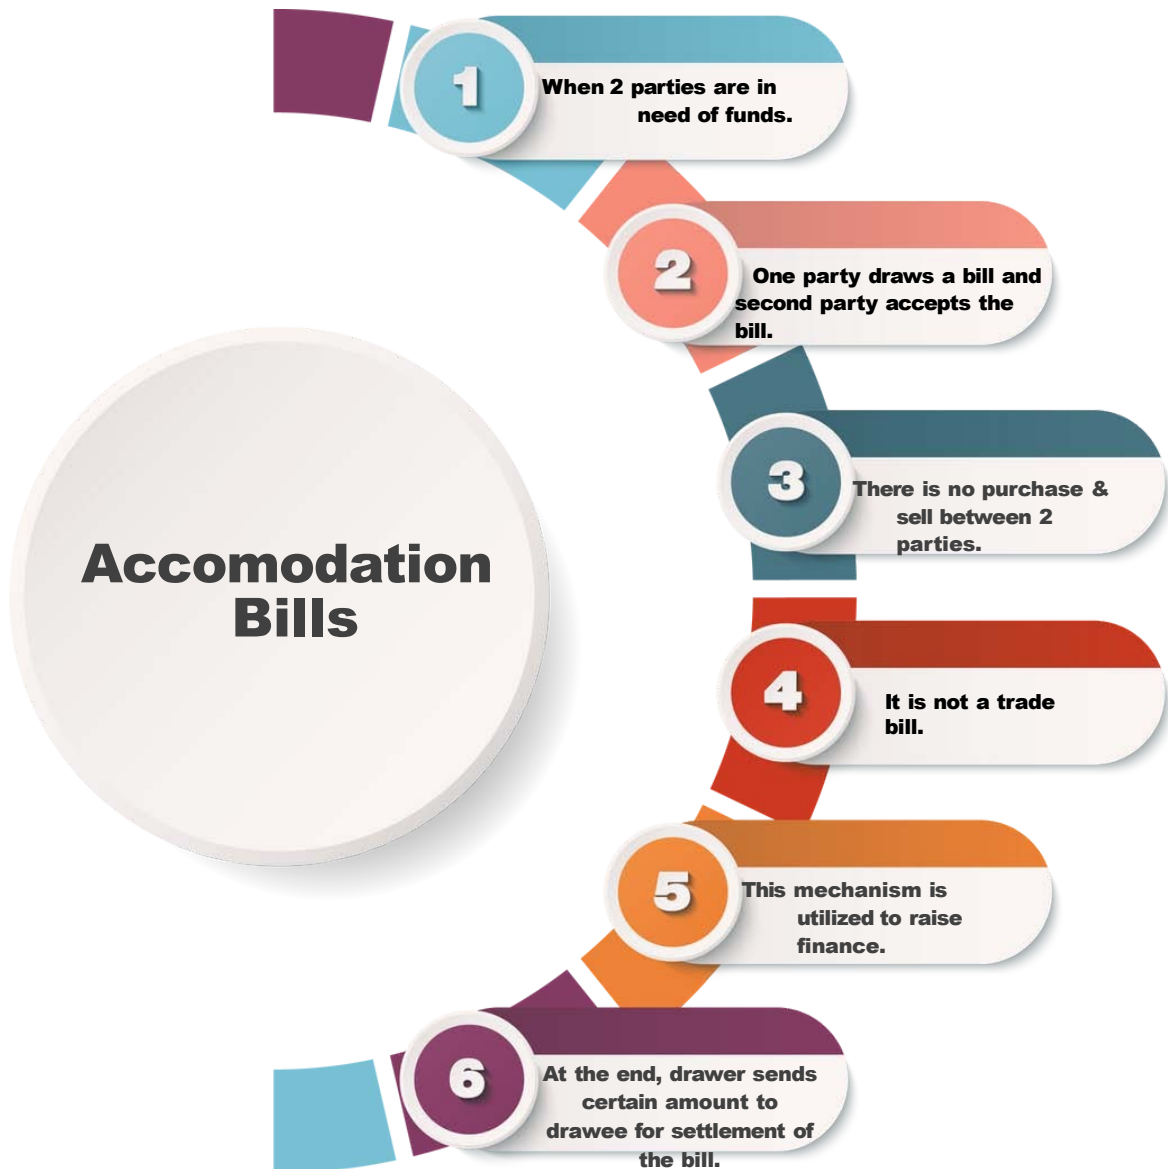 1
When 2 parties are in
need of funds.
2
One party draws a bill and
second party accepts the
bill.
3
There is no purchase &
sell between 2
parties.
Accomodation
Bills
4
It is not a trade
bill.
5
This mechanism is
utilized to raise
finance.
6
At the end, drawer sends
certain amount to
drawee for settlement of
the bill.